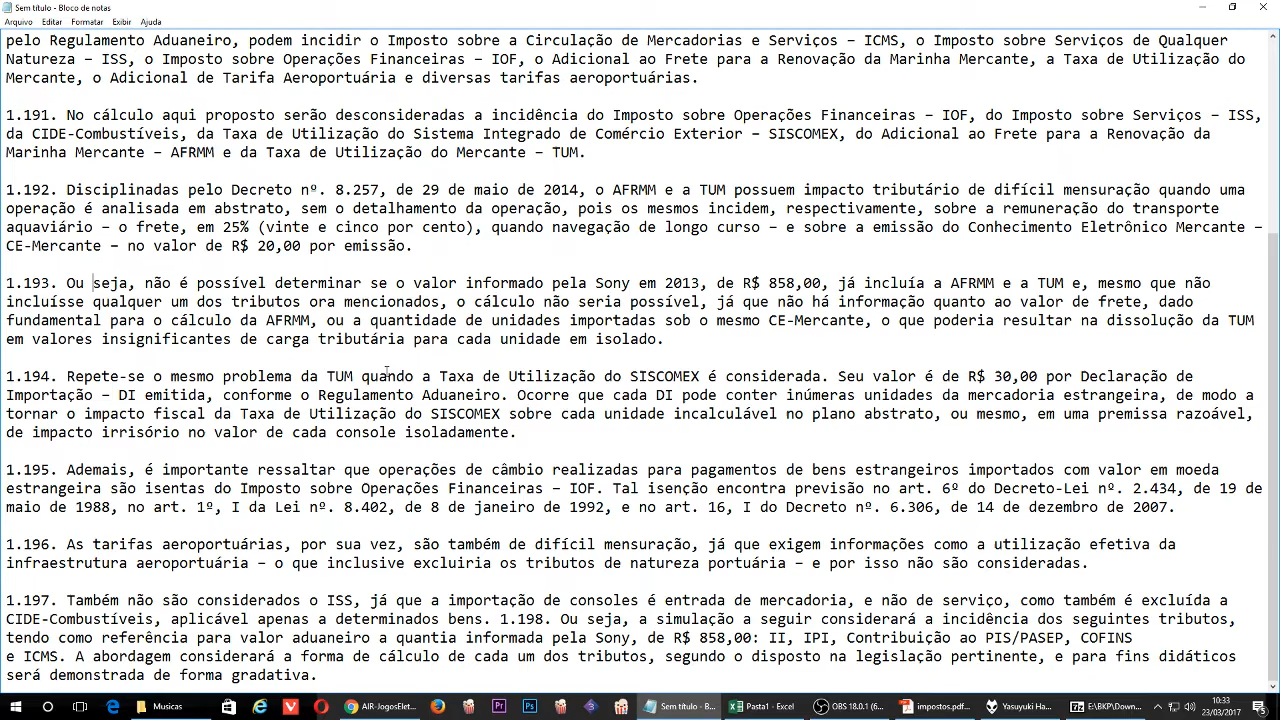 Sem título - Bloco de notas
Arquivo Editar Formatar Exibir Ajuda
pelo Regulamento Aduaneiro, podem incidir o Imposto sobre a Circulação de Mercadorias e Serviços – ICMS, o Imposto sobre Serviços de Qualquer
Natureza – ISS, o Imposto sobre Operações Financeiras – IOF, o Adicional ao Frete para a Renovação da Marinha Mercante, a Taxa de Utilização do
Mercante, o Adicional de Tarifa Aeroportuária e diversas tarifas aeroportuárias.
1.191. No cálculo aqui proposto serão desconsideradas a incidência do Imposto sobre Operações Financeiras – IOF, do Imposto sobre Serviços – ISS,
da CIDE-Combustíveis, da Taxa de Utilização do Sistema Integrado de Comércio Exterior – SISCOMEX, do Adicional ao Frete para a Renovação da
Marinha Mercante – AFRMM e da Taxa de Utilização do Mercante – TUM.
1.192. Disciplinadas pelo Decreto nº. 8.257, de 29 de maio de 2014, o AFRMM e a TUM possuem impacto tributário de difícil mensuração quando uma
operação é analisada em abstrato, sem o detalhamento da operação, pois os mesmos incidem, respectivamente, sobre a remuneração do transporte
aquaviário – o frete, em 25% (vinte e cinco por cento), quando navegação de longo curso – e sobre a emissão do Conhecimento Eletrônico Mercante –
CE-Mercante – no valor de R$ 20,00 por emissão.
1.193. Ou seja, não é possível determinar se o valor informado pela Sony em 2013, de R$ 858,00, já incluía a AFRMM e a TUM e, mesmo que não
incluísse qualquer um dos tributos ora mencionados, o cálculo não seria possível, já que não há informação quanto ao valor de frete, dado
fundamental para o cálculo da AFRMM, ou a quantidade de unidades importadas sob o mesmo CE-Mercante, o que poderia resultar na dissolução da TUM
em valores insignificantes de carga tributária para cada unidade em isolado.
1.194. Repete-se o mesmo problema da TUM quando a Taxa de Utilização do SISCOMEX é considerada. Seu valor é de R$ 30,00 por Declaração de
Importação – DI emitida, conforme o Regulamento Aduaneiro. Ocorre que cada DI pode conter inúmeras unidades da mercadoria estrangeira, de modo a
tornar o impacto fiscal da Taxa de Utilização do SISCOMEX sobre cada unidade incalculável no plano abstrato, ou mesmo, em uma premissa razoável,
de impacto irrisório no valor de cada console isoladamente.
1.195. Ademais, é importante ressaltar que operações de câmbio realizadas para pagamentos de bens estrangeiros importados com valor em moeda
estrangeira são isentas do Imposto sobre Operações Financeiras – IOF. Tal isenção encontra previsão no art. 6º do Decreto-Lei nº. 2.434, de 19 de
maio de 1988, no art. 1º, I da Lei nº. 8.402, de 8 de janeiro de 1992, e no art. 16, I do Decreto nº. 6.306, de 14 de dezembro de 2007.
1.196. As tarifas aeroportuárias, por sua vez, são também de difícil mensuração, já que exigem informações como a utilização efetiva da
infraestrutura aeroportuária – o que inclusive excluiria os tributos de natureza portuária – e por isso não são consideradas.
1.197. Também não são considerados o ISS, já que a importação de consoles é entrada de mercadoria, e não de serviço, como também é excluída a
CIDE-Combustíveis, aplicável apenas a determinados bens. 1.198. Ou seja, a simulação a seguir considerará a incidência dos seguintes tributos,
tendo como referência para valor aduaneiro a quantia informada pela Sony, de R$ 858,00: II, IPI, Contribuição ao PIS/PASEP, COFINS
e ICMS. A abordagem considerará a forma de cálculo de cada um dos tributos, segundo o disposto na legislação pertinente, e para fins didáticos
será demonstrada de forma gradativa.
Musicas
AIR-JogosElet...
Pr
Ps
Sem título - B...
Pasta1 - Excel
OBS 18.0.1 (6...
impostos.pdf...
Yasuyuki Ha...
E:\BKP\Down...
10:33
23/03/2017